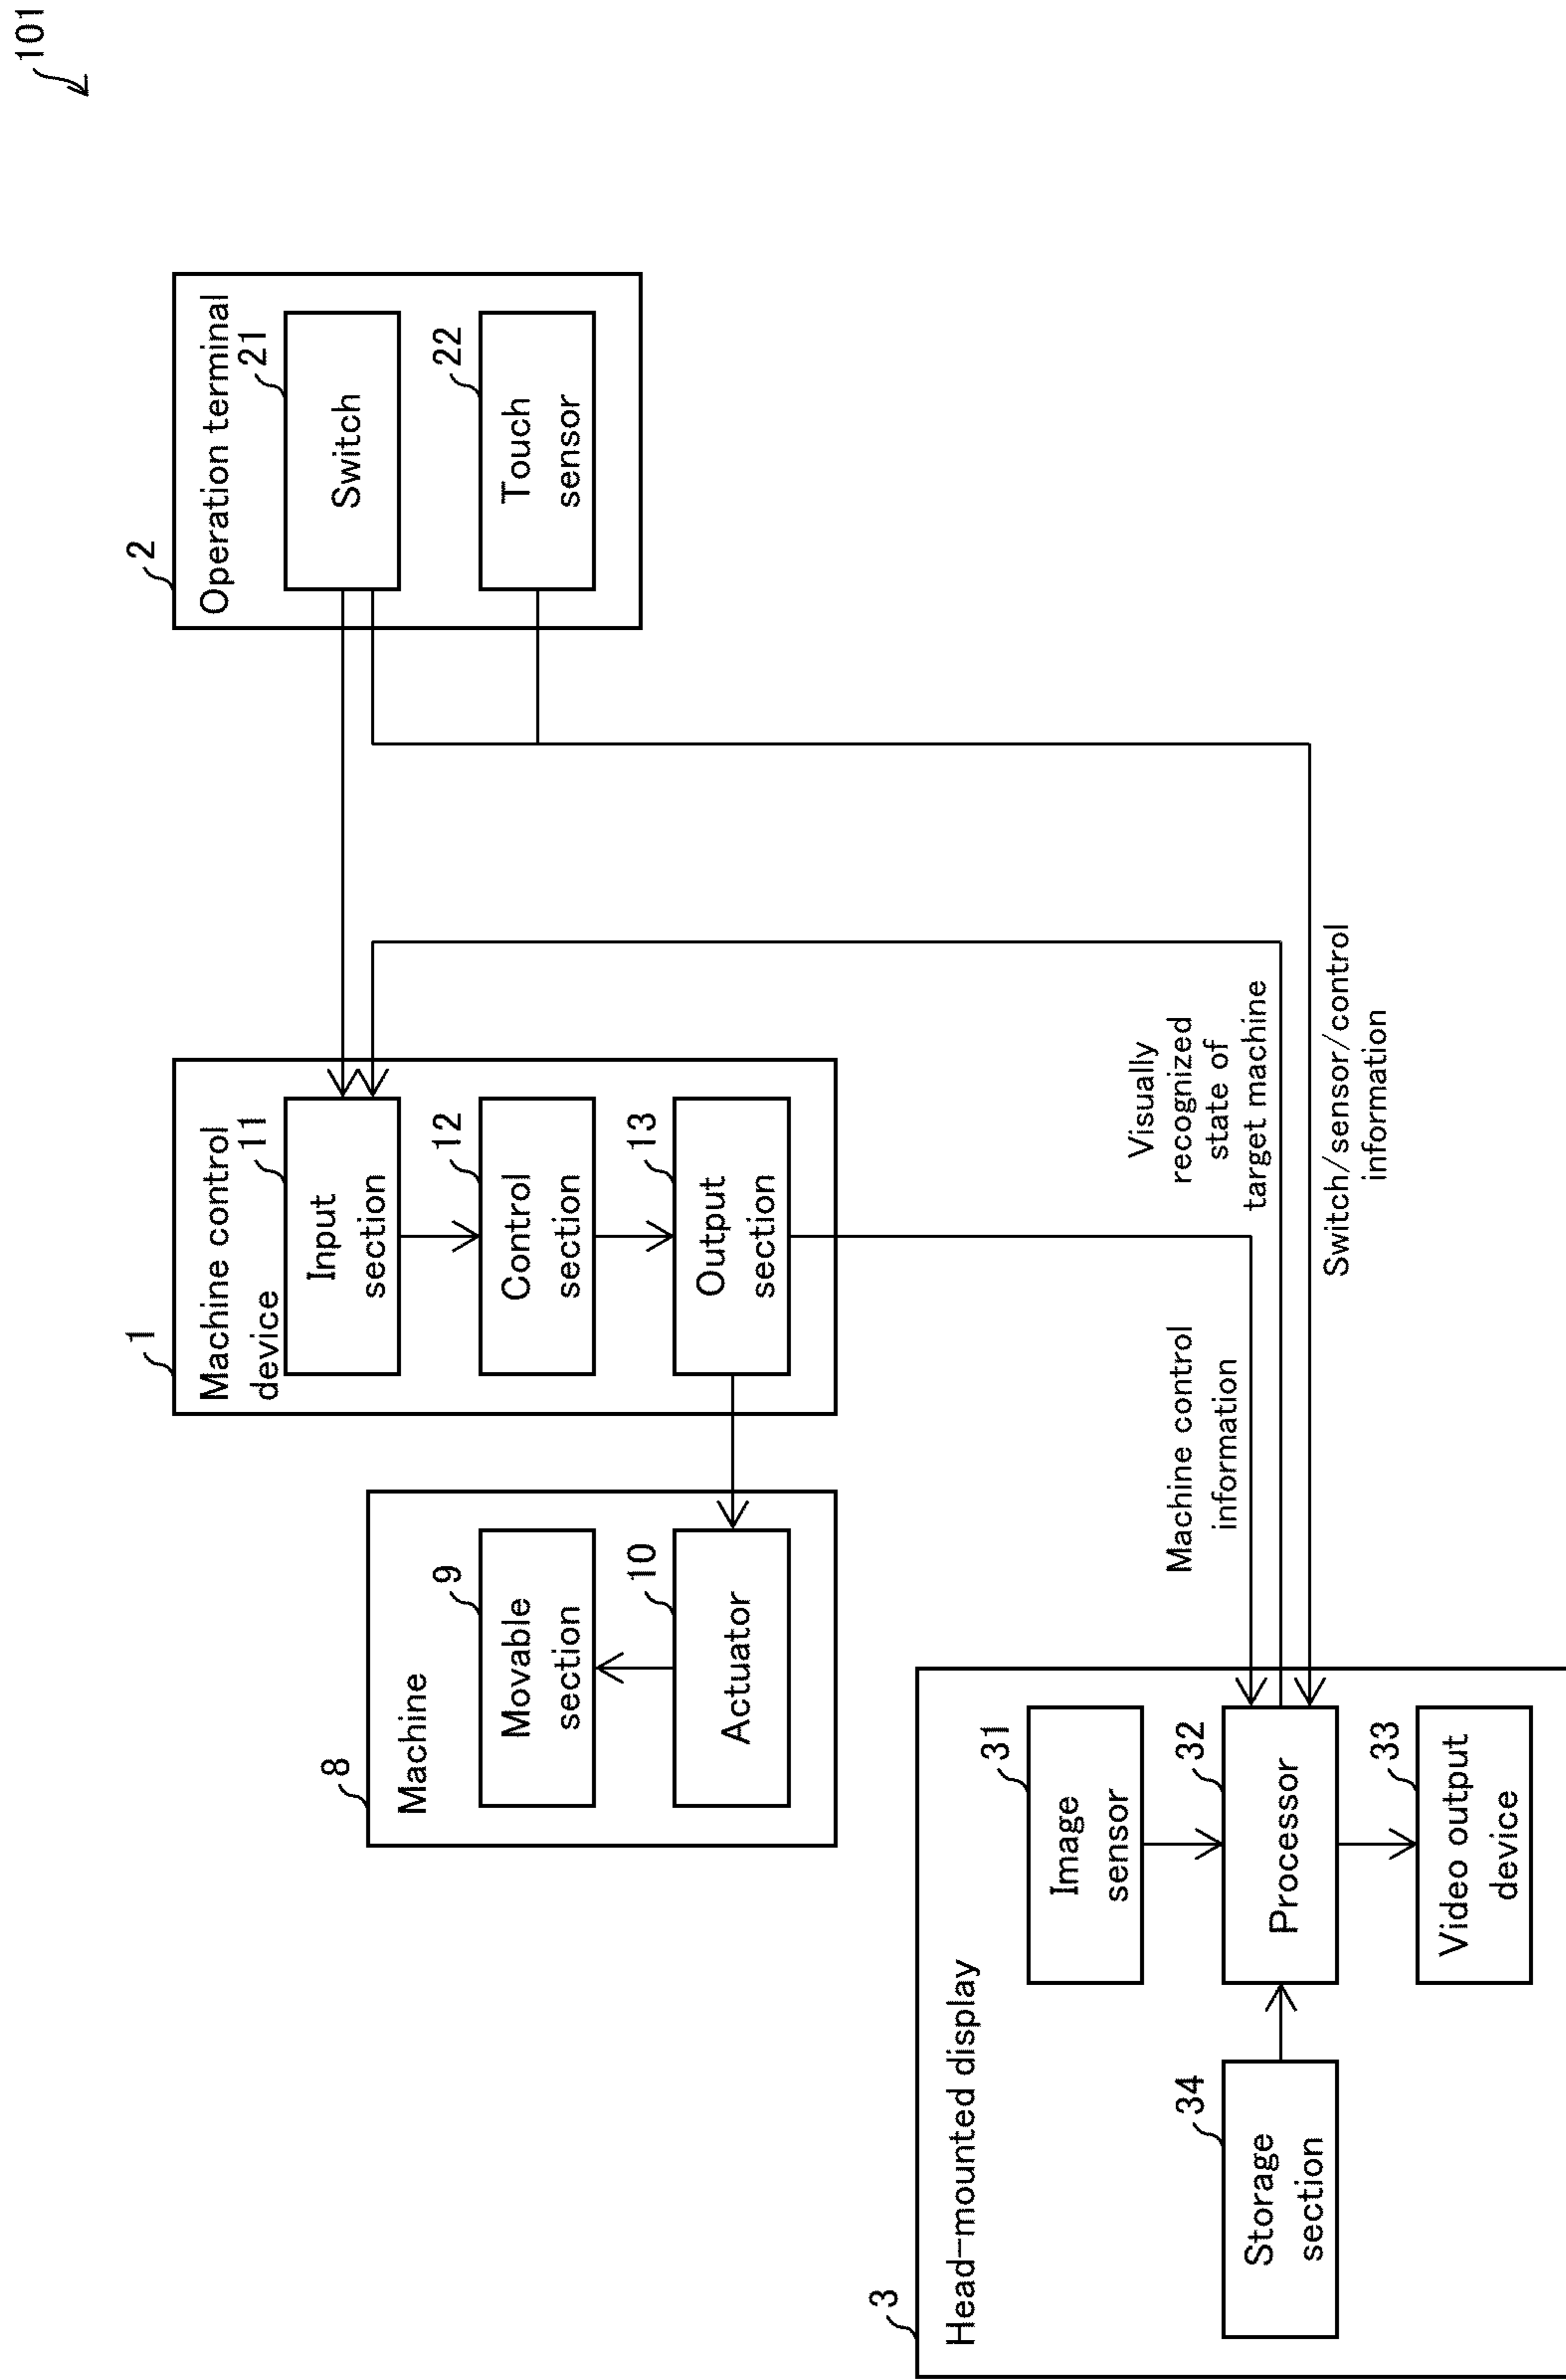 101
2
Operation terminal
21
Switch
22
Touch
sensor
1
Machine control
device
11
Input
section
12
Control
section
13
Output
section
8
Machine
9
Movable
section
10
Actuator
Visually
recognized
state of
target machine
Switch/sensor/control
information
Machine control
information
3
Head-mounted display
31
Image
sensor
32
Processor
33
Video output
device
34
Storage
section